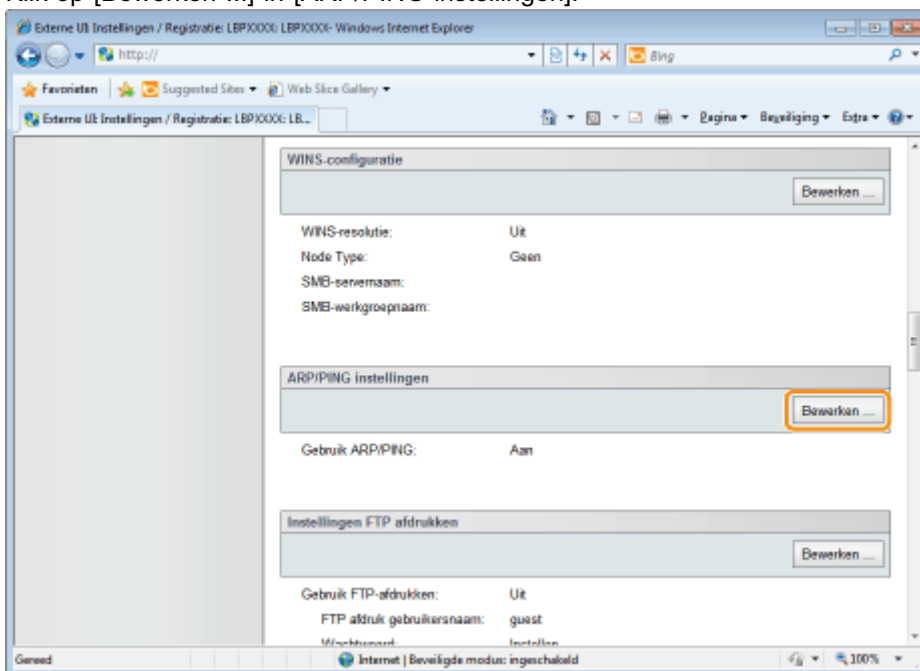 Externe UI: Instellingen / Registratie: LBPXXXX: LBPXXXX- Windows Internet Explorer
http://
Bing
Favorieten Suggested Sites Web Slice Gallery
Externe UI: Instellingen / Registratie: LBPXXXX: LB... Pagina Beveiliging Extra
WINS-configuratie
Bewerken ...
WINS-resolutie: Uit
Node Type: Geen
SMB-servernaam:
SMB-werkgroepnaam:
ARP/PING instellingen
Bewerken ...
Gebruik ARP/PING: Aan
Instellingen FTP afdrukken
Bewerken ...
Gebruik FTP-afdrukken: Uit
FTP afdruk gebruikersnaam: guest
Wachtwoord: Instellen
Gereed Internet | Beveiligde modus: ingeschakeld 100%